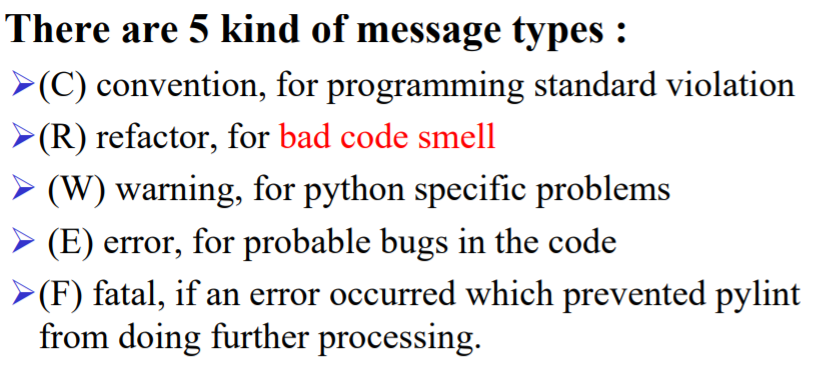 There are 5 kind of message types :
➢(C) convention, for programming standard violation
➢(R) refactor, for bad code smell
➢ (W) warning, for python specific problems
➢ (E) error, for probable bugs in the code
➢(F) fatal, if an error occurred which prevented pylint
from doing further processing.